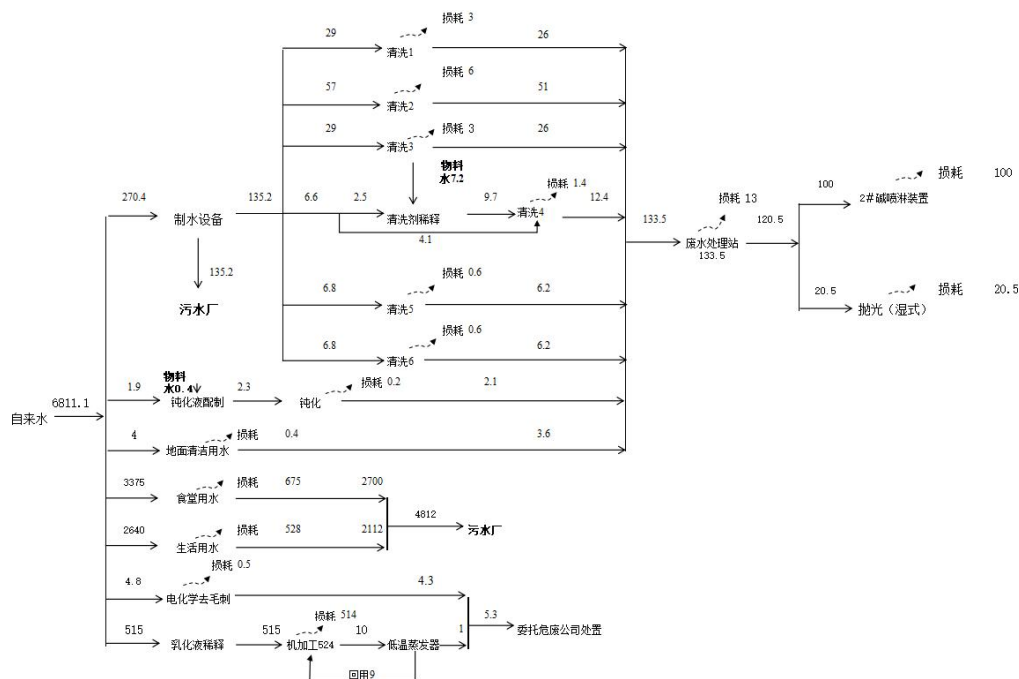 损耗 3
29
26
清洗1
损耗 6
57
51
清洗2
损耗 3
29
26
清洗3
物料
水7.2
270.4
制水设备
135.2
6.6
2.5
清洗剂稀释
9.7
损耗 1.4
清洗4
12.4
4.1
135.2
污水厂
损耗 0.6
6.8
清洗5
6.2
损耗 0.6
6.8
清洗6
6.2
133.5
损耗 13
废水处理站
133.5
120.5
100
2#碱喷淋装置
损耗 100
20.5
抛光（湿式）
损耗 20.5
自来水
6811.1
1.9
物料
水0.4
钝化液配制
2.3
钝化
损耗 0.2
2.1
4
地面清洁用水
损耗 0.4
3.6
3375
食堂用水
损耗 675
2700
2640
生活用水
损耗 528
2112
4812
污水厂
4.8
电化学去毛刺
损耗 0.5
4.3
515
乳化液稀释
515
损耗 514
机加工524
10
低温蒸发器
1
5.3
委托危废公司处置
回用9